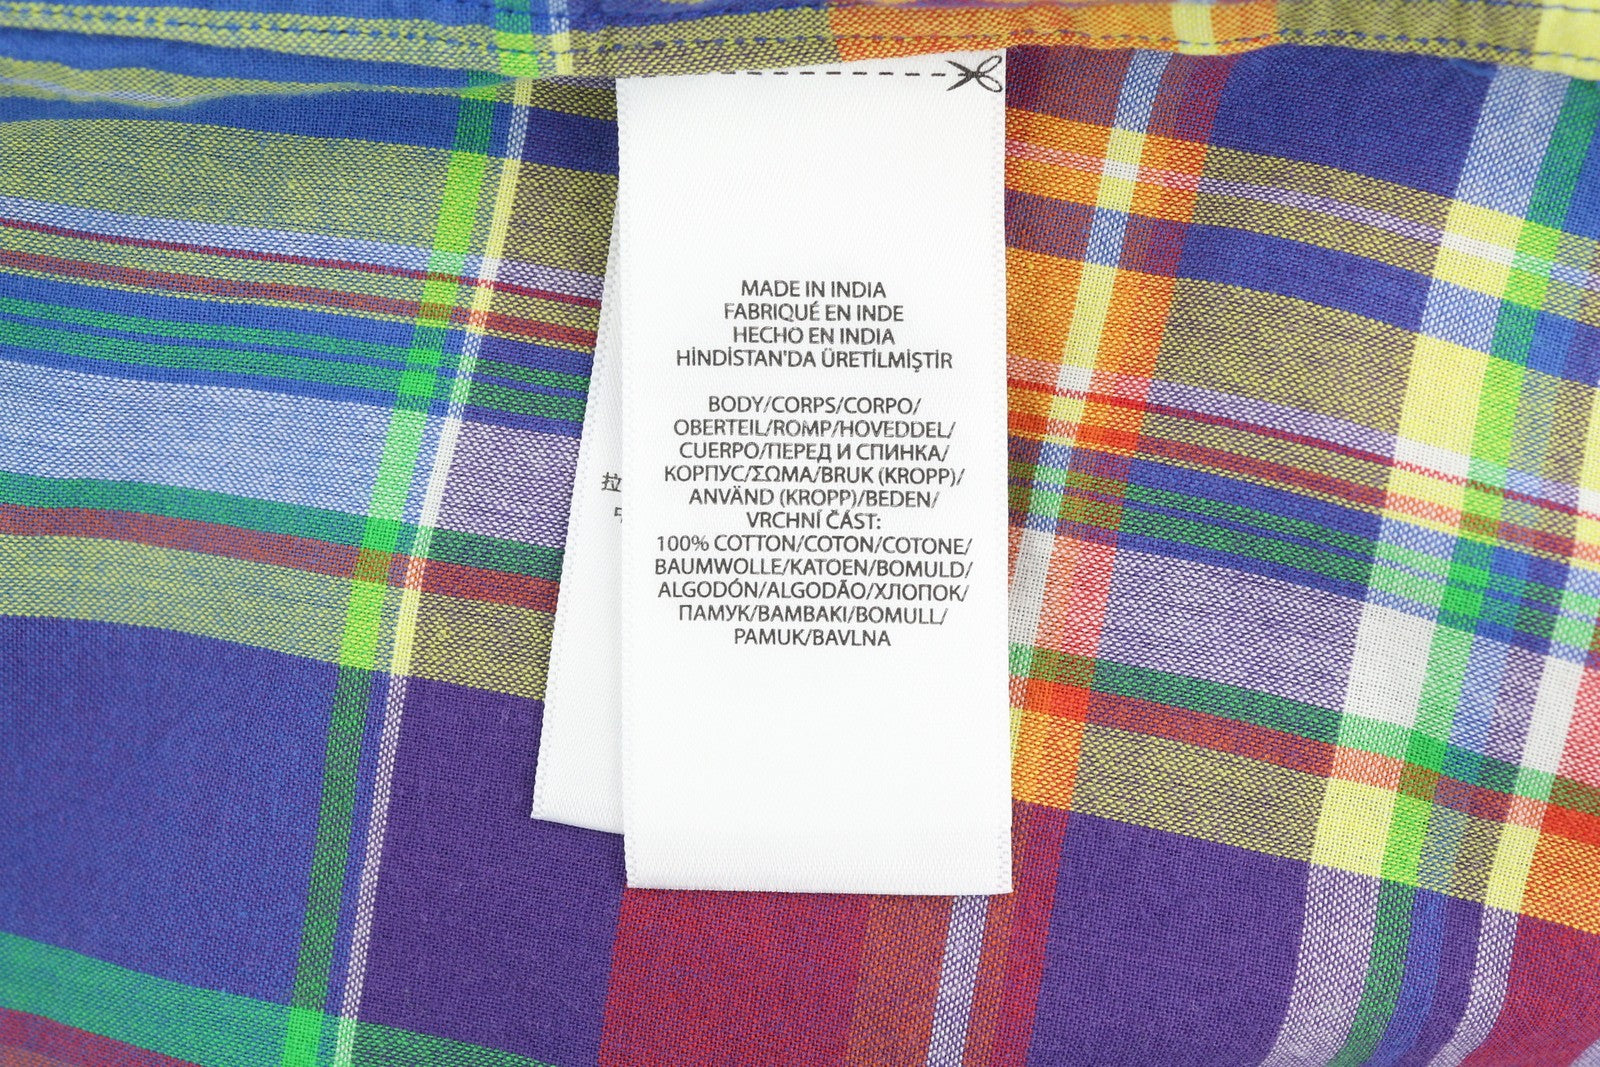 MADE IN INDIA
FABRIQUÉ EN INDE
HECHO EN INDIA
HİNDİSTAN'DA ÜRETİLMİŞTİR
BODY/CORPS/CORPO/
OBERTEIL/ROMP/HOVEDDEL/
CUERPO/ПЕРЕД И СПИНКА/
КОРПУС/ΣΩΜΑ/BRUK (KROPP)/
ANVÄND (KROPP)/BEDEN/
VRCHNÍ ČÁST:
100% COTTON/COTON/COTONE/
BAUMWOLLE/KATOEN/BOMULD/
ALGODÓN/ALGODÃO/ХЛОПОК/
ПАМУК/ΒΑΜΒΑΚΙ/BOMULL/
PAMUK/BAVLNA
拉